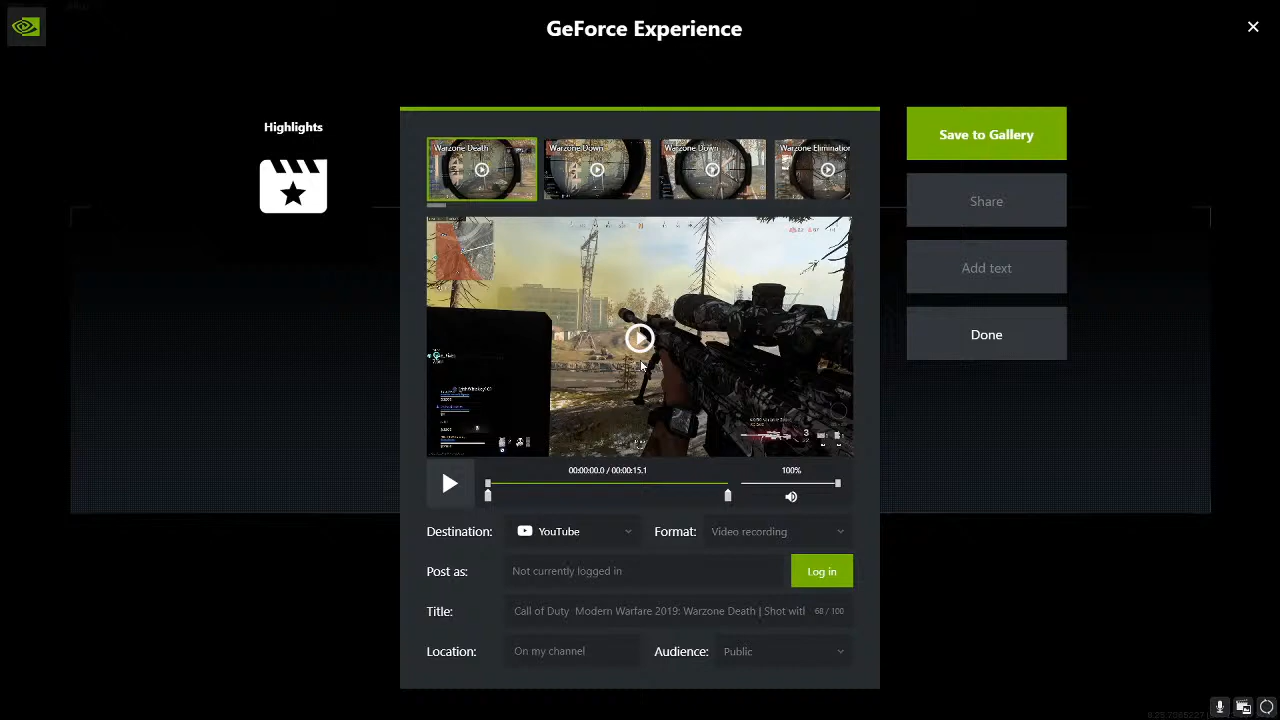 GeForce Experience
Highlights
Warzone Death
Warzone Down
Warzone Down
Warzone Elimination
Save to Gallery
Share
Add text
Done
00:00:00.0 / 00:00:15.1
100%
Destination: YouTube Format: Video recording
Post as: Not currently logged in Log in
Title: Call of Duty Modern Warfare 2019: Warzone Death | Shot witl 68 / 100
Location: On my channel Audience: Public